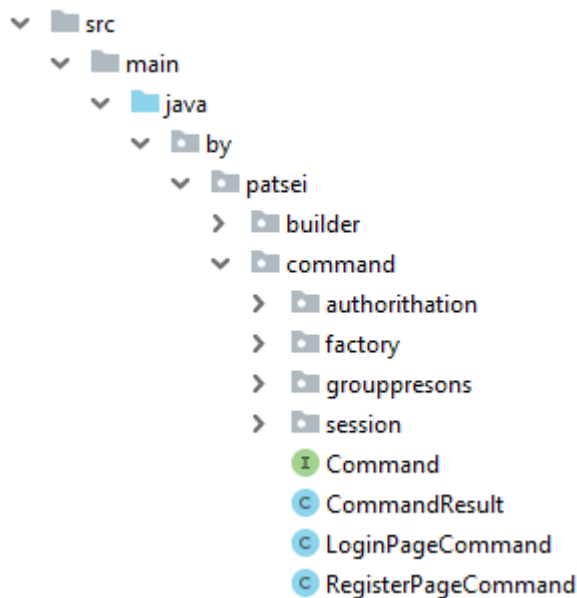 src
main
java
by
patsei
builder
command
authorithation
factory
grouppresons
session
I Command
C CommandResult
C LoginPageCommand
C RegisterPageCommand